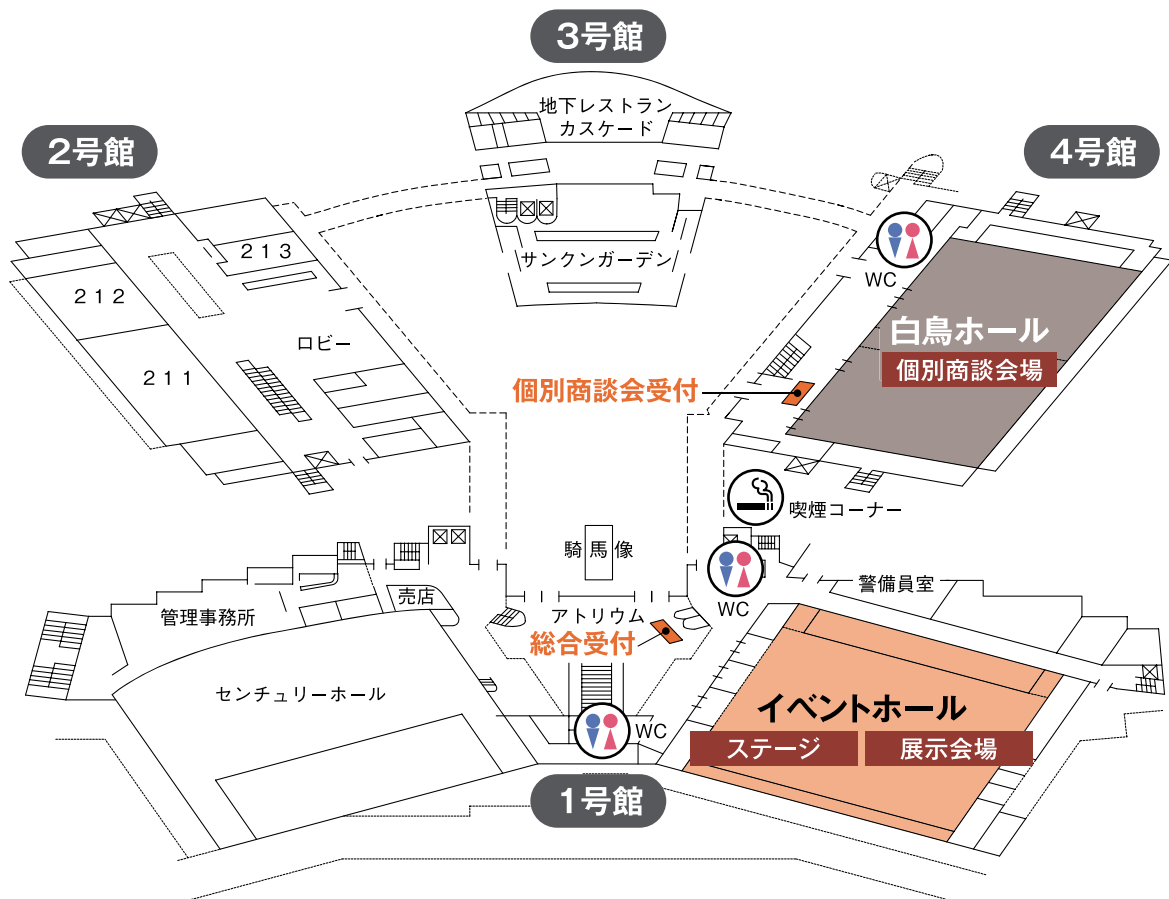 3号館
地下レストラン
カスケード
2号館
4号館
213
212
211
ロビー
サンクンガーデン
WC
白鳥ホール
個別商談会場
個別商談会受付
喫煙コーナー
騎馬像
WC
警備員室
売店
管理事務所
アトリウム
総合受付
センチュリーホール
イベントホール
ステージ
展示会場
WC
1号館